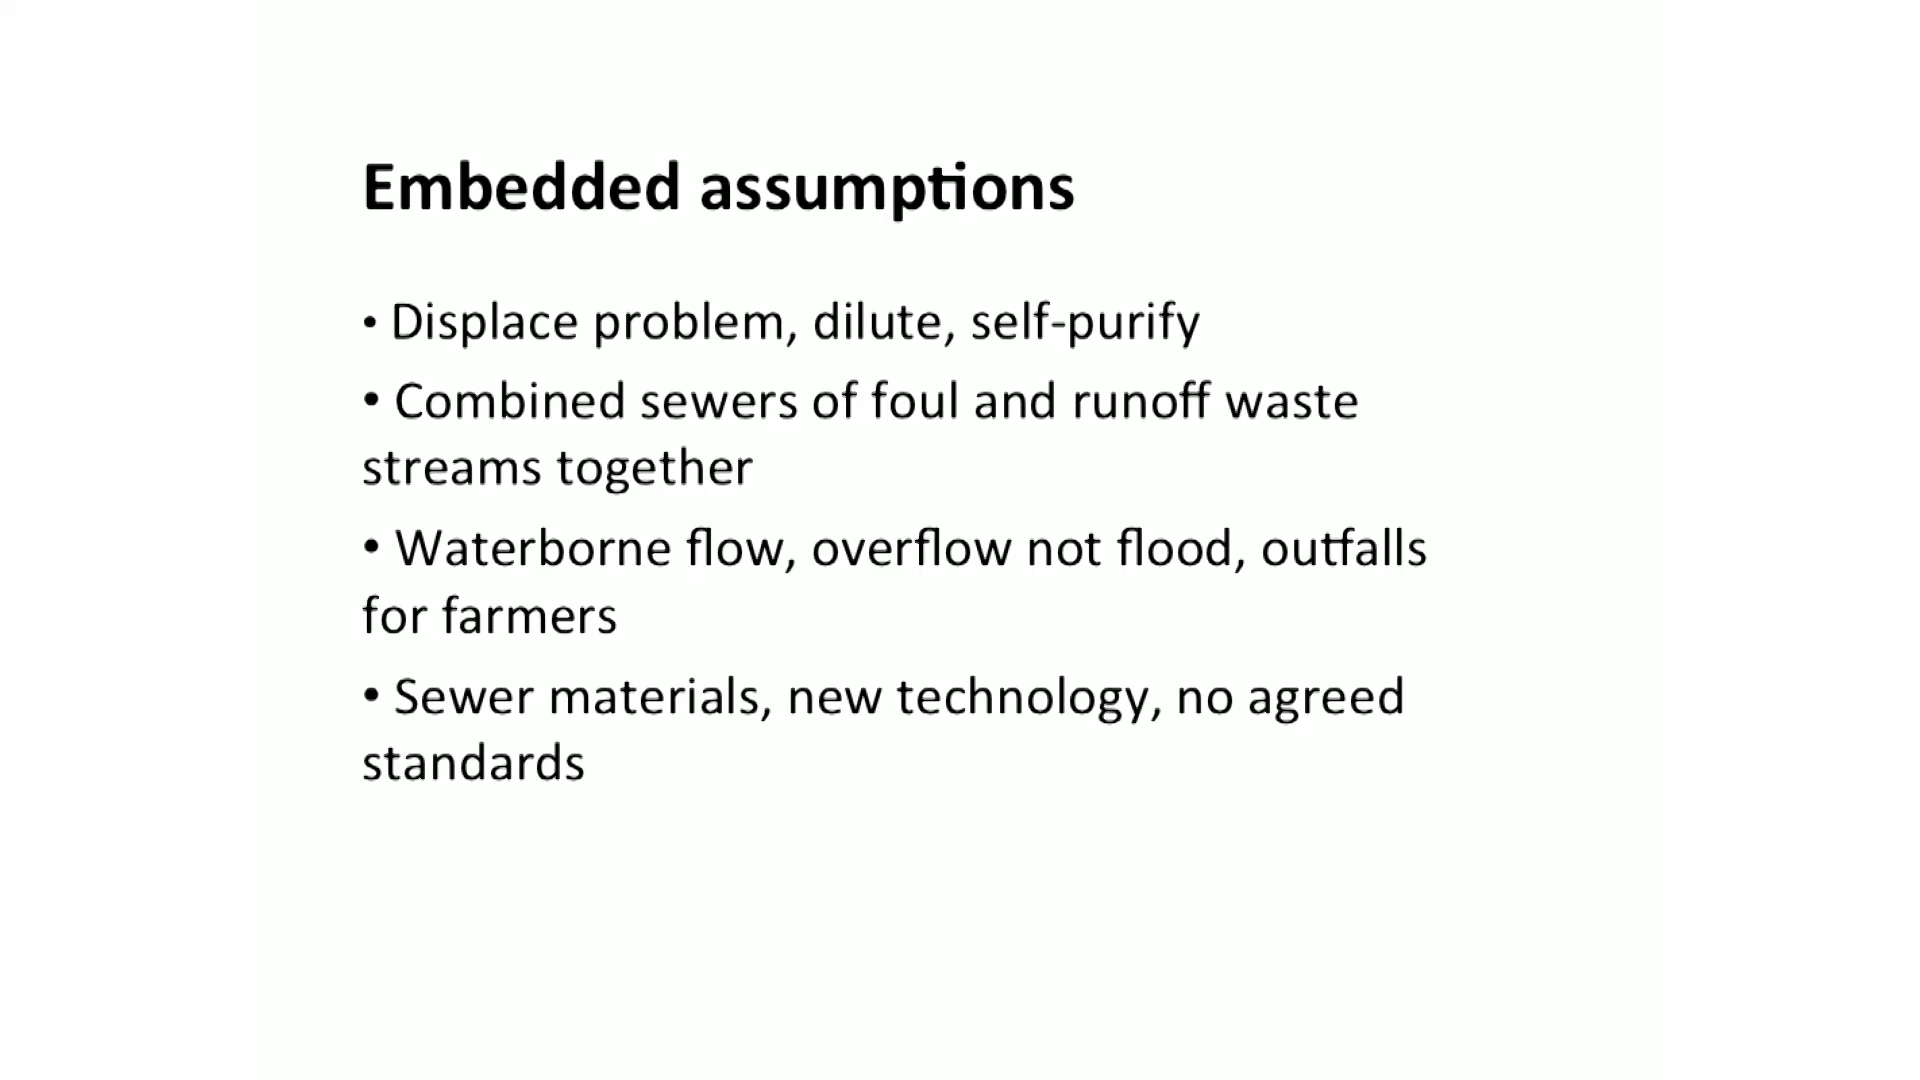 Embedded assumptions
• Displace problem, dilute, self-purify
• Combined sewers of foul and runoff waste
streams together
• Waterborne flow, overflow not flood, outfalls
for farmers
• Sewer materials, new technology, no agreed
standards